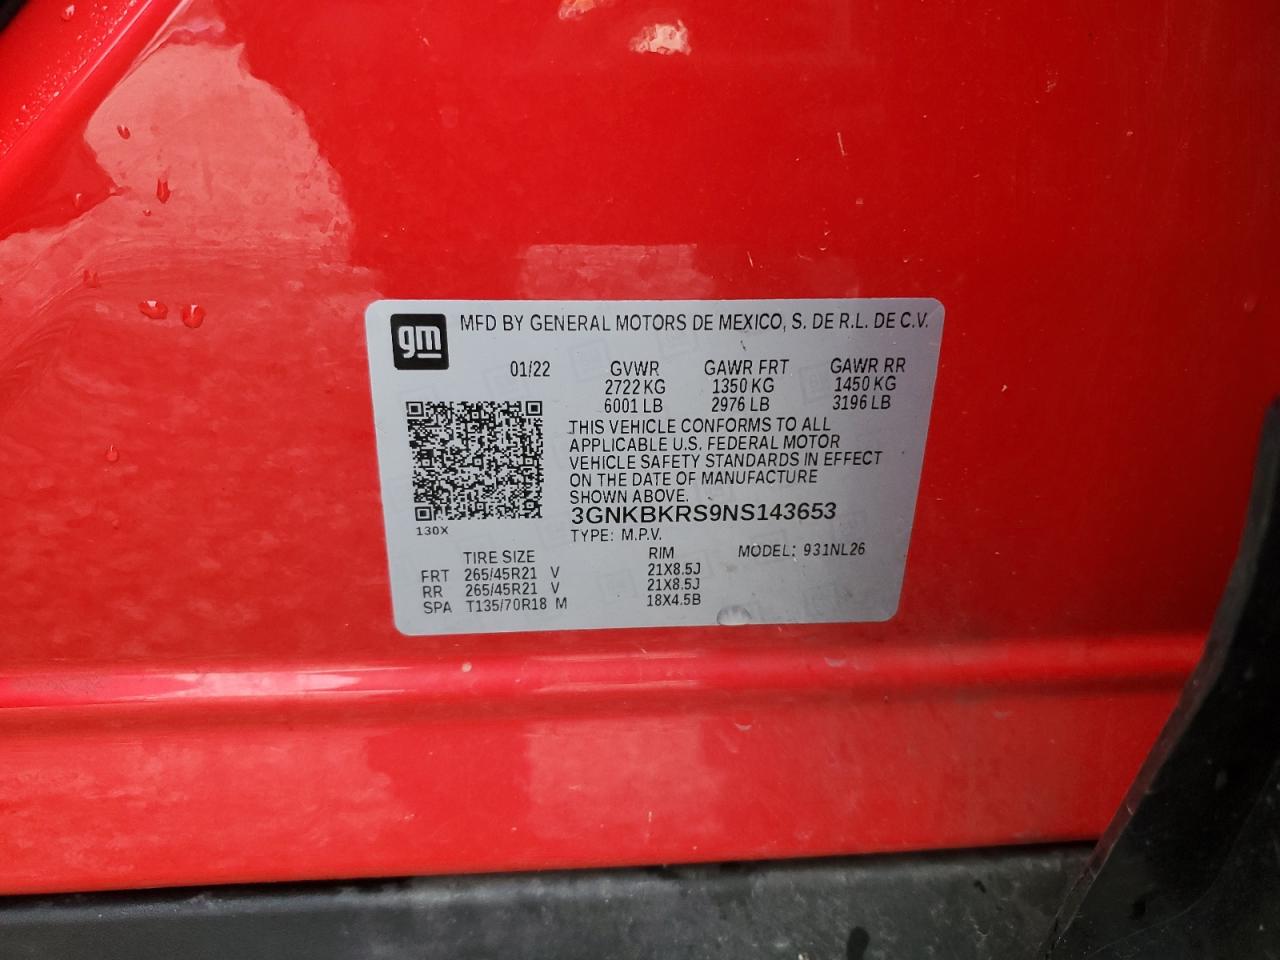 gm MFD BY GENERAL MOTORS DE MEXICO, S. DE R.L. DE C.V.
01/22 GVWR GAWR FRT GAWR RR
2722 KG 1350 KG 1450 KG
6001 LB 2976 LB 3196 LB
THIS VEHICLE CONFORMS TO ALL
APPLICABLE U.S. FEDERAL MOTOR
VEHICLE SAFETY STANDARDS IN EFFECT
ON THE DATE OF MANUFACTURE
SHOWN ABOVE.
3GNKBKRS9NS143653
130X
TYPE: M.P.V.
TIRE SIZE RIM MODEL: 931NL26
FRT 265/45R21 V 21X8.5J
RR 265/45R21 V 21X8.5J
SPA T135/70R18 M 18X4.5B